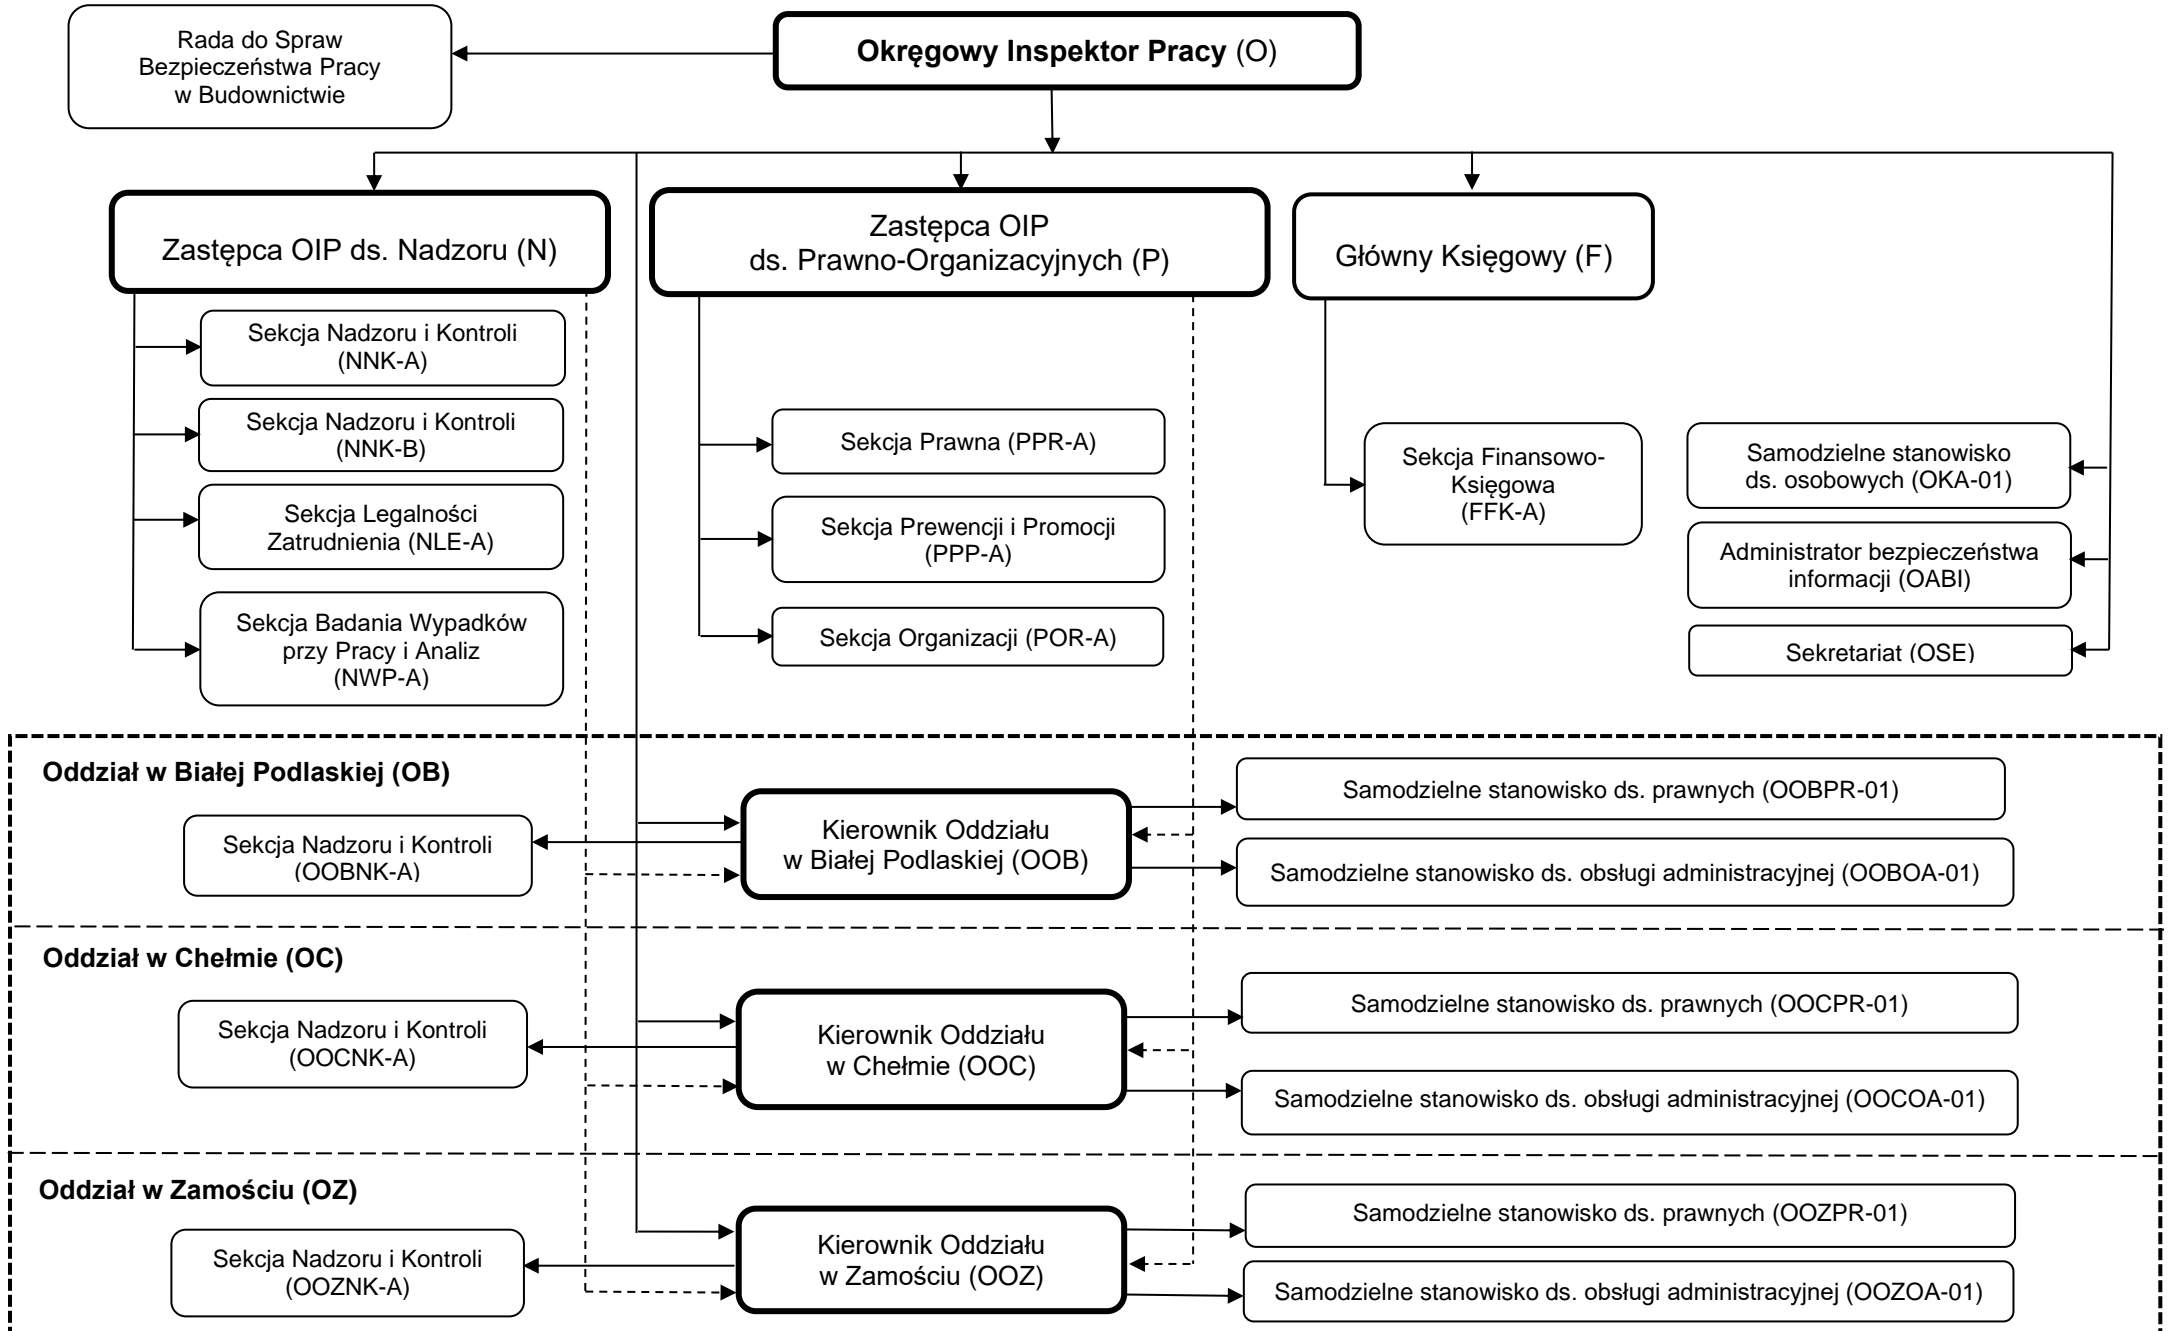 Rada do Spraw
Bezpieczeństwa Pracy
w Budownictwie
Okręgowy Inspektor Pracy (O)
Zastępca OIP ds. Nadzoru (N)
Zastępca OIP
ds. Prawno-Organizacyjnych (P)
Główny Księgowy (F)
Sekcja Nadzoru i Kontroli
(NNK-A)
Sekcja Nadzoru i Kontroli
(NNK-B)
Sekcja Legalności
Zatrudnienia (NLE-A)
Sekcja Badania Wypadków
przy Pracy i Analiz
(NWP-A)
Sekcja Prawna (PPR-A)
Sekcja Prewencji i Promocji
(PPP-A)
Sekcja Organizacji (POR-A)
Sekcja Finansowo-
Księgowa
(FFK-A)
Samodzielne stanowisko
ds. osobowych (OKA-01)
Administrator bezpieczeństwa
informacji (OABI)
Sekretariat (OSE)
Oddział w Białej Podlaskiej (OB)
Sekcja Nadzoru i Kontroli
(OOBNK-A)
Kierownik Oddziału
w Białej Podlaskiej (OOB)
Samodzielne stanowisko ds. prawnych (OOBPR-01)
Samodzielne stanowisko ds. obsługi administracyjnej (OOBOA-01)
Oddział w Chełmie (OC)
Sekcja Nadzoru i Kontroli
(OOCNK-A)
Kierownik Oddziału
w Chełmie (OOC)
Samodzielne stanowisko ds. prawnych (OOCPR-01)
Samodzielne stanowisko ds. obsługi administracyjnej (OOCOA-01)
Oddział w Zamościu (OZ)
Sekcja Nadzoru i Kontroli
(OOZNK-A)
Kierownik Oddziału
w Zamościu (OOZ)
Samodzielne stanowisko ds. prawnych (OOZPR-01)
Samodzielne stanowisko ds. obsługi administracyjnej (OOZOA-01)